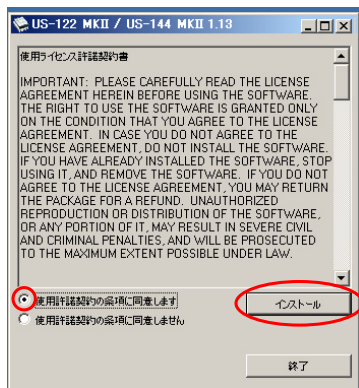 US-122 MKII / US-144 MKII 1.13
使用ライセンス許諾契約書
IMPORTANT: PLEASE CAREFULLY READ THE LICENSE
AGREEMENT HEREIN BEFORE USING THE SOFTWARE.
THE RIGHT TO USE THE SOFTWARE IS GRANTED ONLY
ON THE CONDITION THAT YOU AGREE TO THE LICENSE
AGREEMENT. IN CASE YOU DO NOT AGREE TO THE
LICENSE AGREEMENT, DO NOT INSTALL THE SOFTWARE.
IF YOU HAVE ALREADY INSTALLED THE SOFTWARE, STOP
USING IT, AND REMOVE THE SOFTWARE. IF YOU DO NOT
AGREE TO THE LICENSE AGREEMENT, YOU MAY RETURN
THE PACKAGE FOR A REFUND. UNAUTHORIZED
REPRODUCTION OR DISTRIBUTION OF THE SOFTWARE,
OR ANY PORTION OF IT, MAY RESULT IN SEVERE CIVIL
AND CRIMINAL PENALTIES, AND WILL BE PROSECUTED
TO THE MAXIMUM EXTENT POSSIBLE UNDER LAW.
使用許諾契約の条項に同意します
インストール
使用許諾契約の条項に同意しません
終了